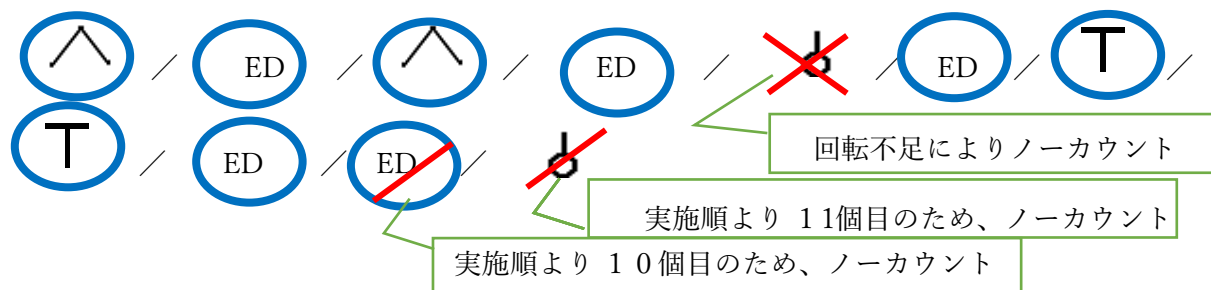 ／ ED ／ ／ ED ／ ／ ED ／ T ／
T ／ ED ／ ED ／
回転不足によりノーカウント
実施順より １1個目のため、ノーカウント
実施順より １０個目のため、ノーカウント